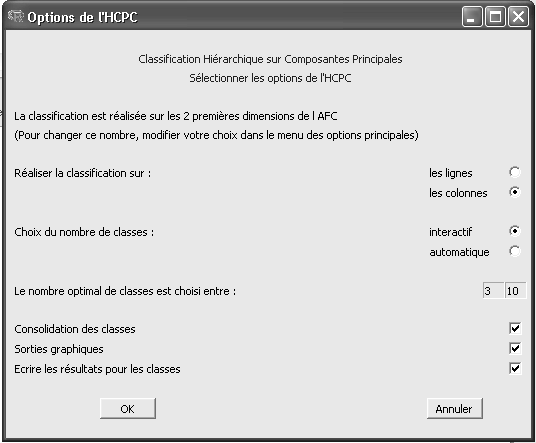 Options de l'HCPC
Classification Hiérarchique sur Composantes Principales
Sélectionner les options de l'HCPC
La classification est réalisée sur les 2 premières dimensions de l AFC
(Pour changer ce nombre, modifier votre choix dans le menu des options principales)
Réaliser la classification sur : les lignes
les colonnes
Choix du nombre de classes : interactif
automatique
Le nombre optimal de classes est choisi entre : 3 10
Consolidation des classes
Sorties graphiques
Ecrire les résultats pour les classes
OK Annuler